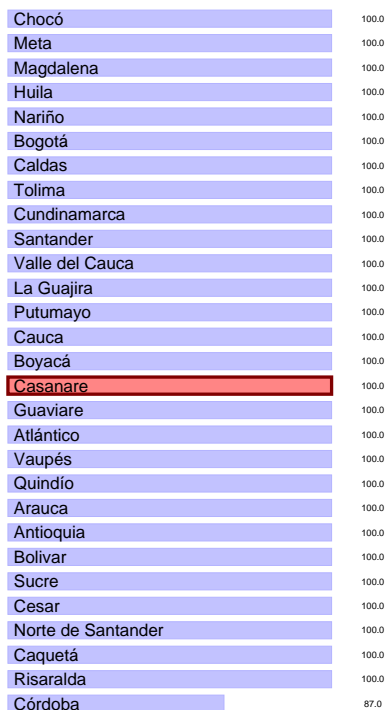 Chocó 100.0
Meta 100.0
Magdalena 100.0
Huila 100.0
Nariño 100.0
Bogotá 100.0
Caldas 100.0
Tolima 100.0
Cundinamarca 100.0
Santander 100.0
Valle del Cauca 100.0
La Guajira 100.0
Putumayo 100.0
Cauca 100.0
Boyacá 100.0
Casanare 100.0
Guaviare 100.0
Atlántico 100.0
Vaupés 100.0
Quindío 100.0
Arauca 100.0
Antioquia 100.0
Bolivar 100.0
Sucre 100.0
Cesar 100.0
Norte de Santander 100.0
Caquetá 100.0
Risaralda 100.0
Córdoba 87.0